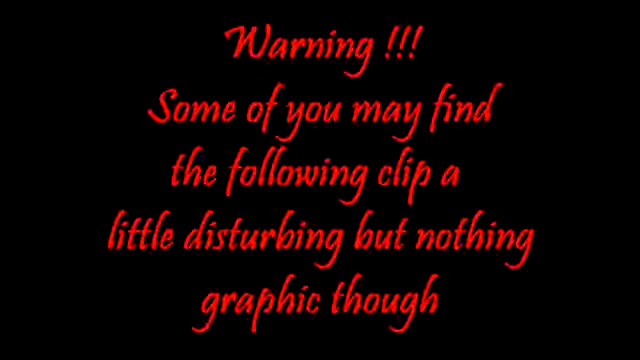 Warning !!!
Some of you may find
the following clip a
little disturbing but nothing
graphic though